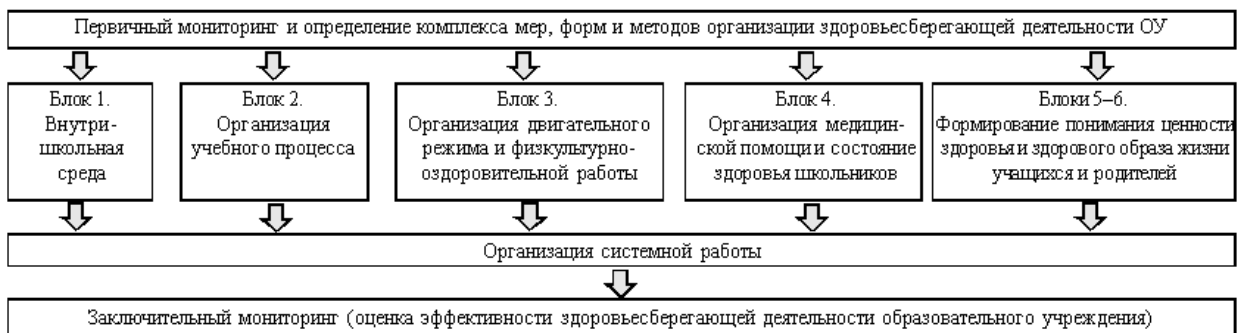 Первичный мониторинг и определение комплекса мер, форм и методов организации здоровьесберегающей деятельности ОУ
Блок 1.
Внутри-
школьная
среда
Блок 2.
Организация
учебного процесса
Блок 3.
Организация двигательного
режима и физкультурно-
оздоровительной работы
Блок 4.
Организация медицин-
ской помощи и состояние
здоровья школьников
Блоки 5–6.
Формирование понимания ценности
здоровья и здорового образа жизни
учащихся и родителей
Организация системной работы
Заключительный мониторинг (оценка эффективности здоровьесберегающей деятельности образовательного учреждения)